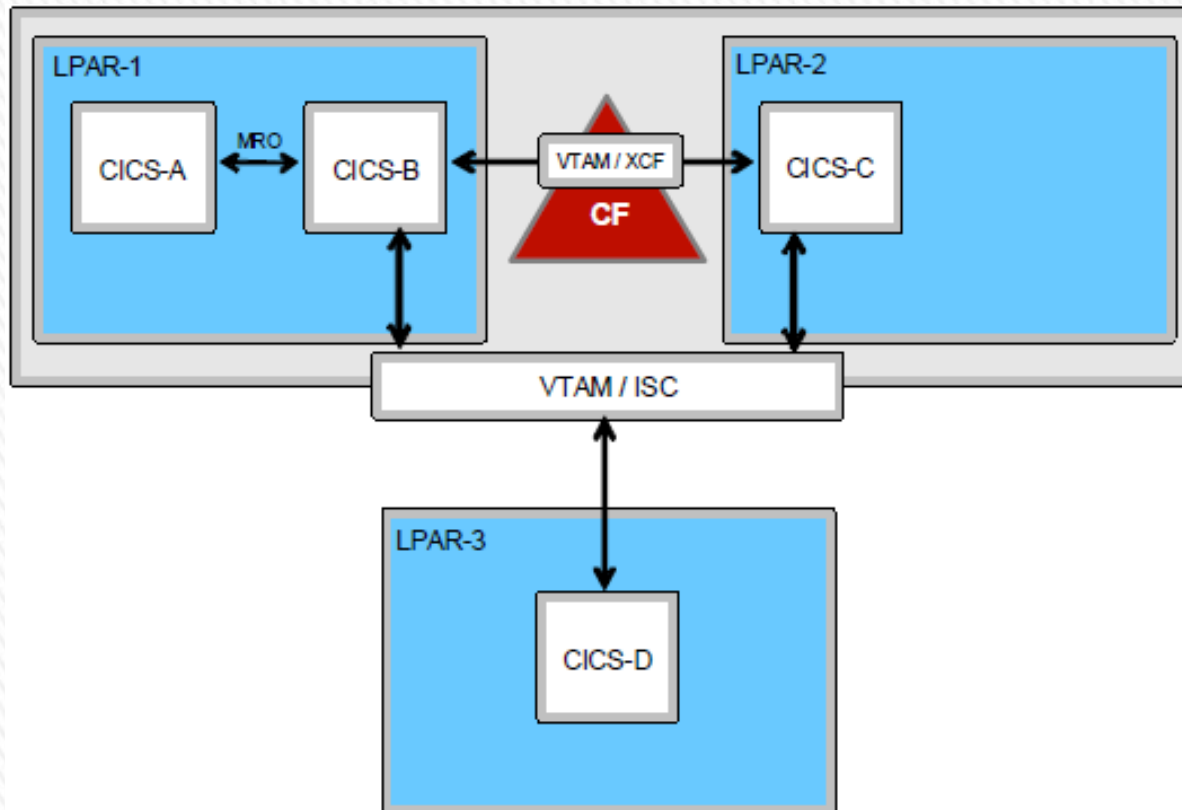 LPAR-1
LPAR-2
CICS-A
MRO
CICS-B
VTAM / XCF
CF
CICS-C
VTAM / ISC
LPAR-3
CICS-D